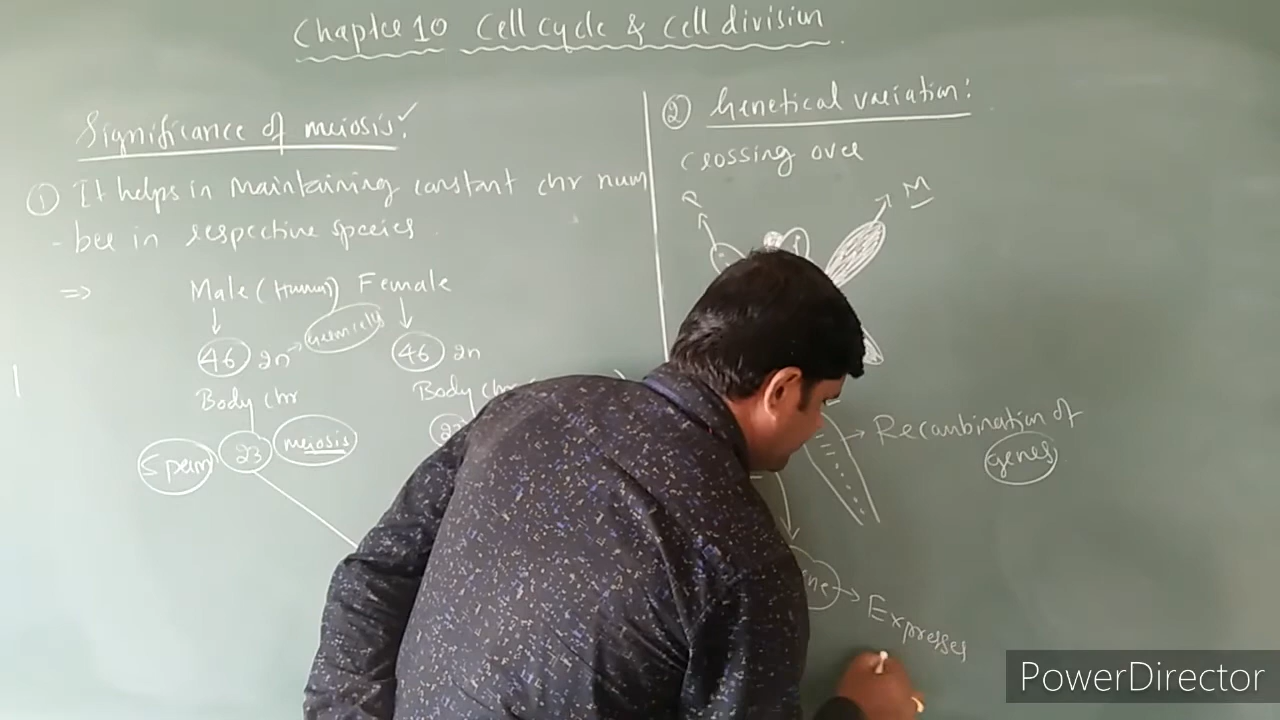 Chapter 10 Cell cycle & cell division
Significance of meiosis:
① It helps in maintaining constant chr num
- ber in respective species.
=> Male (Human) Female
46 2n
46 2n
Body chr
Body chr
Sperm 23 meiosis
② Genetical variation:
Crossing over
P
M
Recombination of
genes
Expresses
PowerDirector